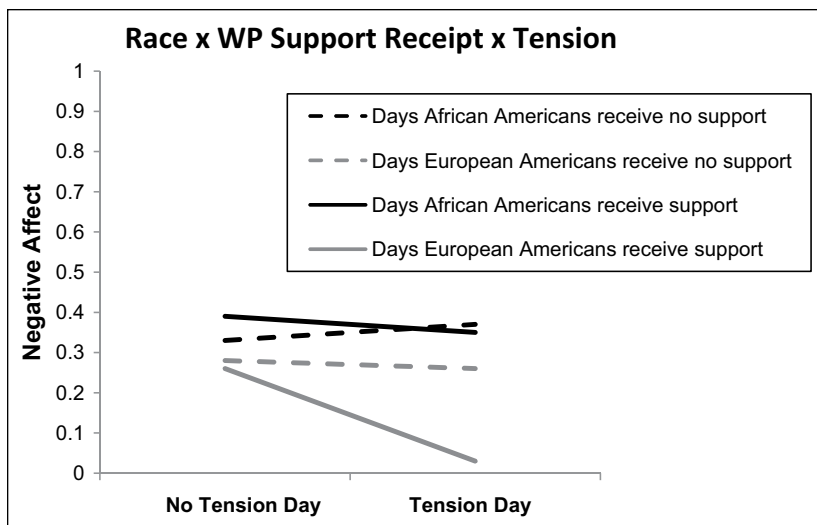 Race x WP Support Receipt x Tension
1
0.9
0.8
0.7
0.6
0.5
0.4
0.3
0.2
0.1
0
Negative Affect
Days African Americans receive no support
Days European Americans receive no support
Days African Americans receive support
Days European Americans receive support
No Tension Day Tension Day